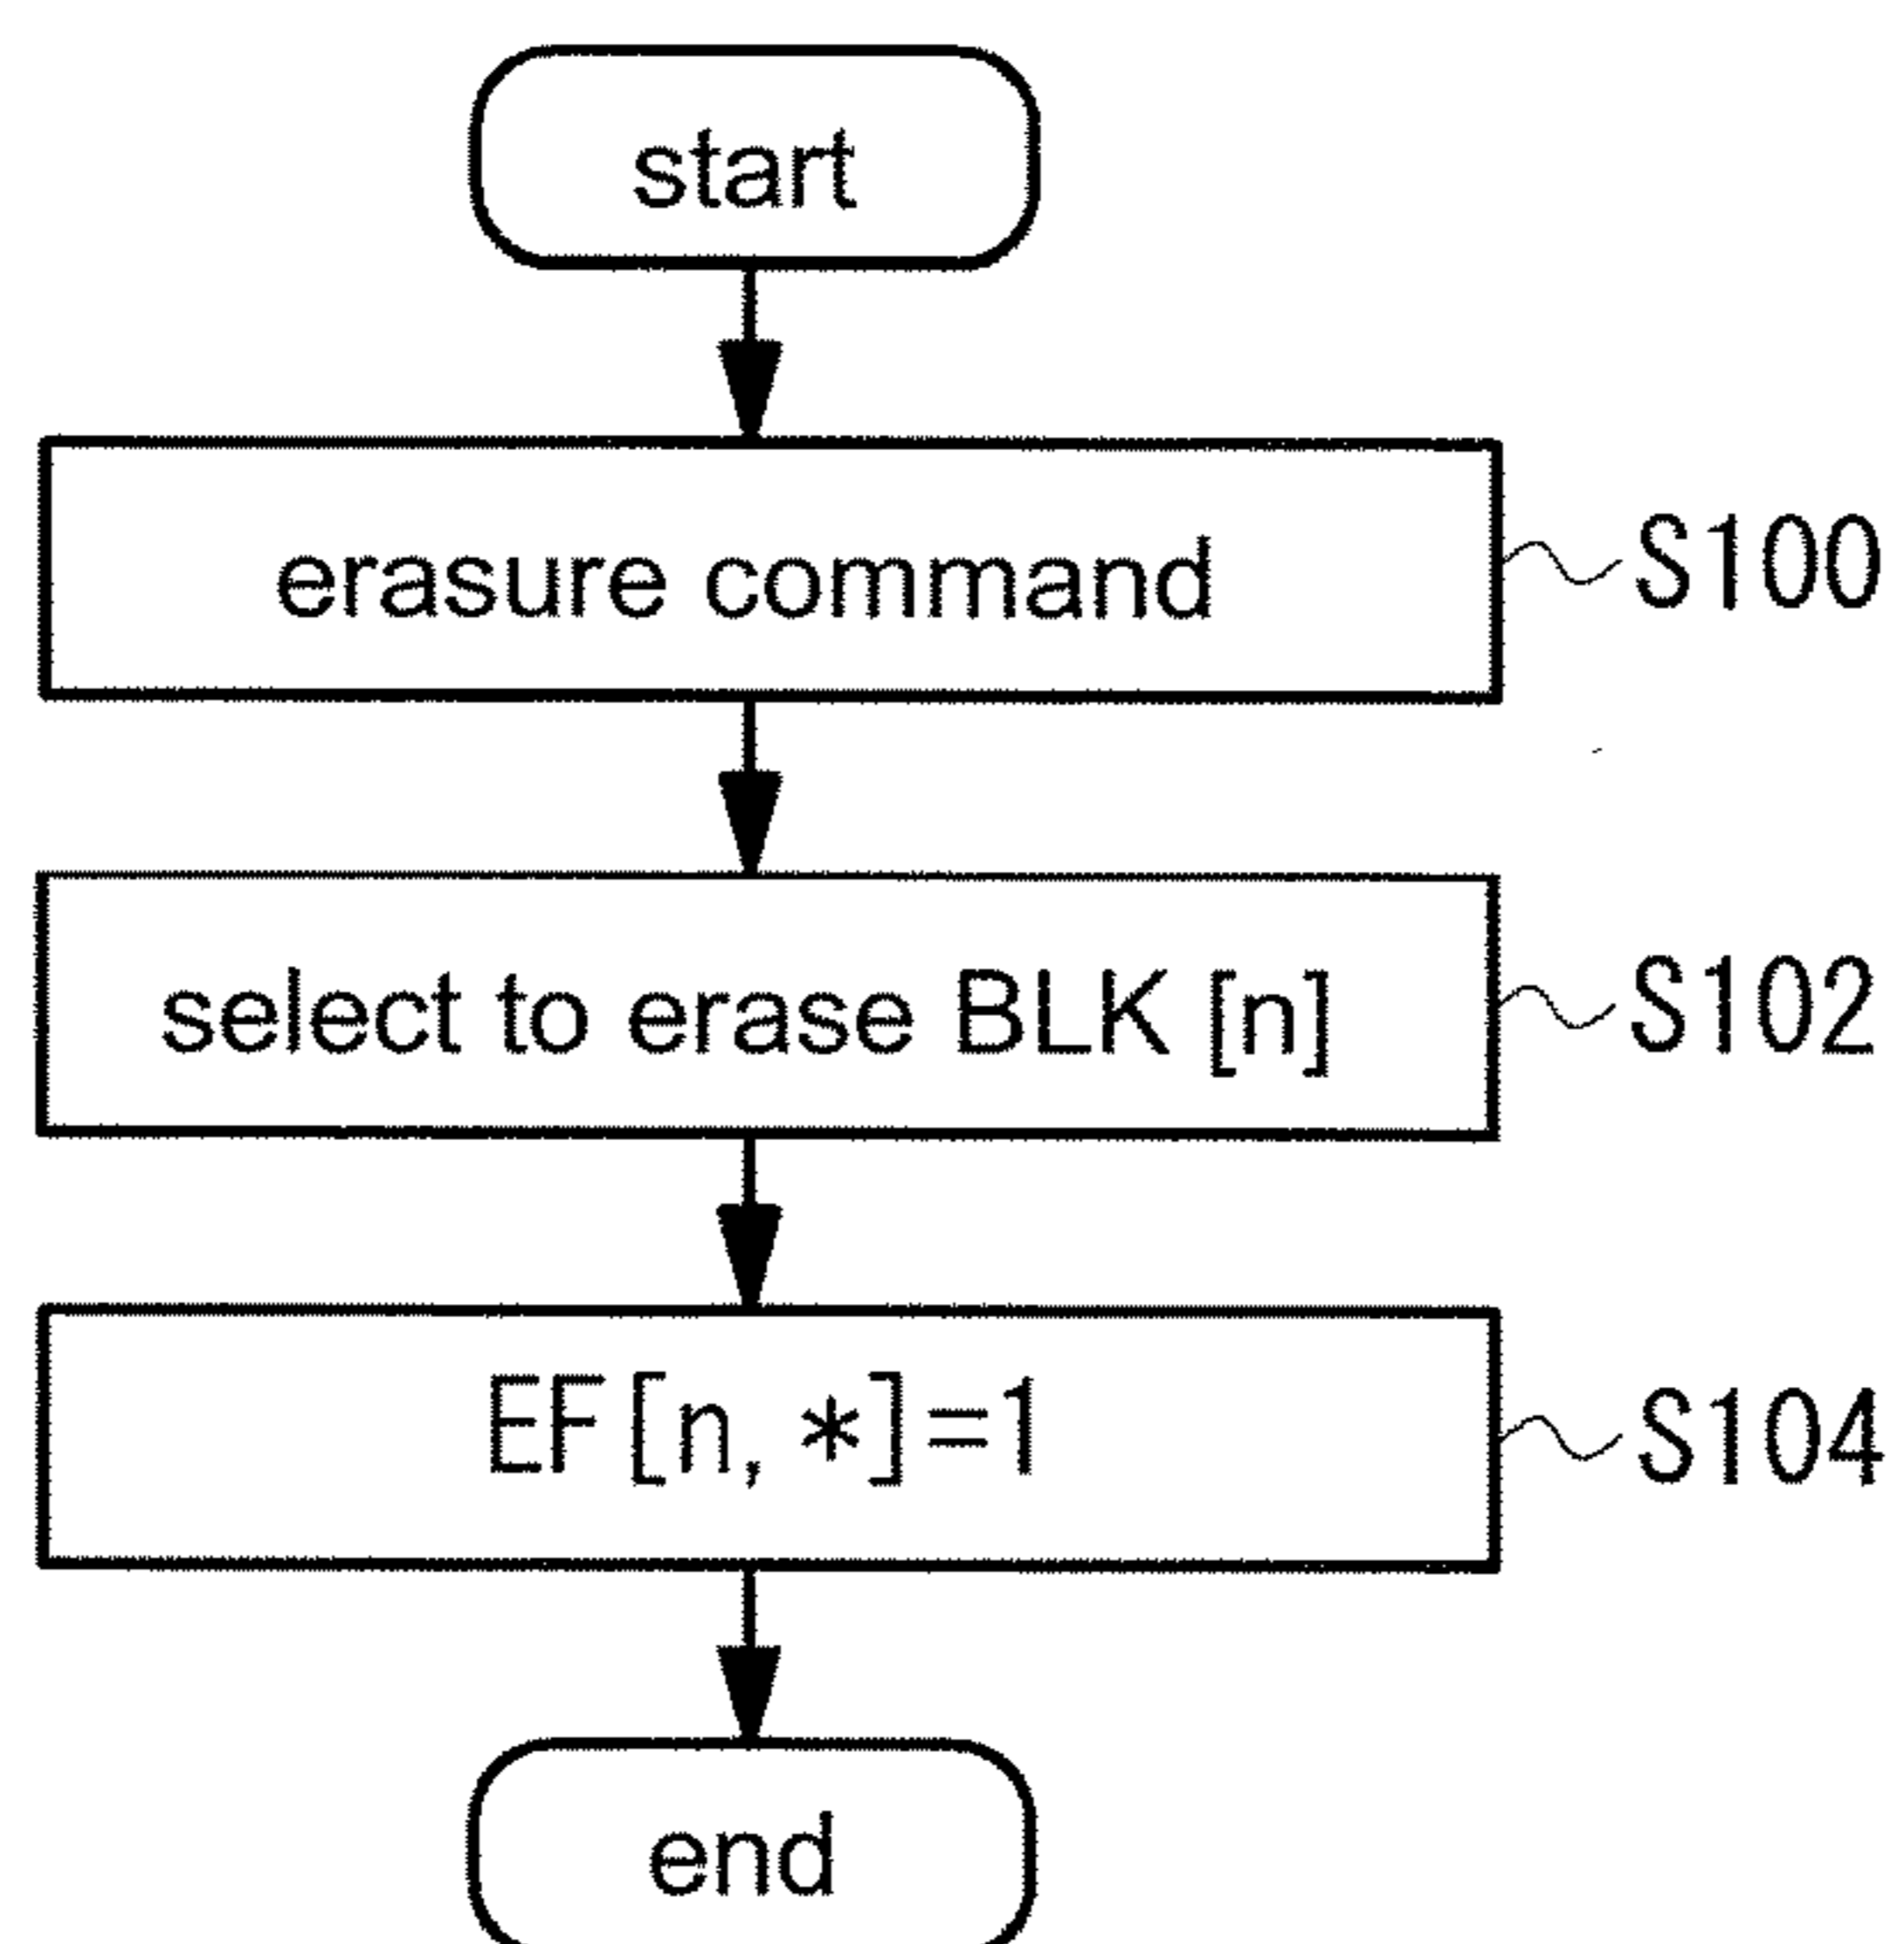 start
erasure command
S100
select to erase BLK [n]
S102
EF[n, *]=1
S104
end